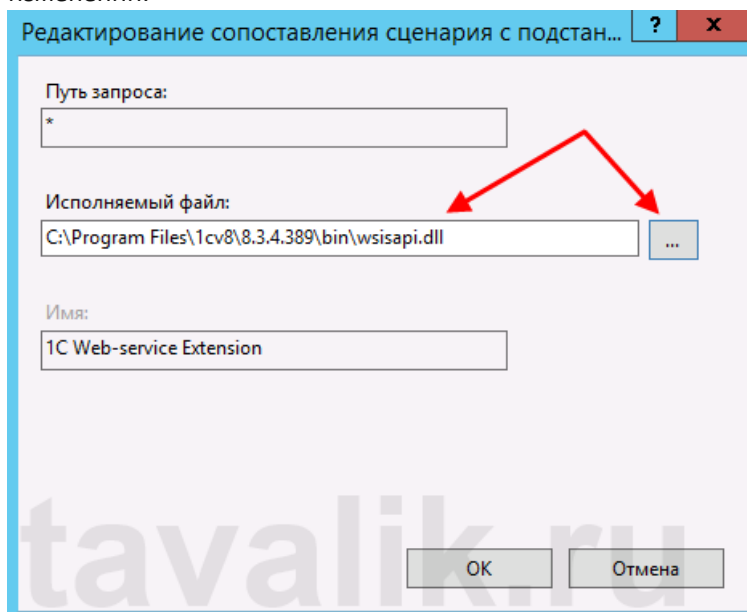 Редактирование сопоставления сценария с подстан...
?
x
Путь запроса:
*
Исполняемый файл:
C:\Program Files\1cv8\8.3.4.389\bin\wsisapi.dll
...
Имя:
1C Web-service Extension
tavalik.ru
ОК
Отмена